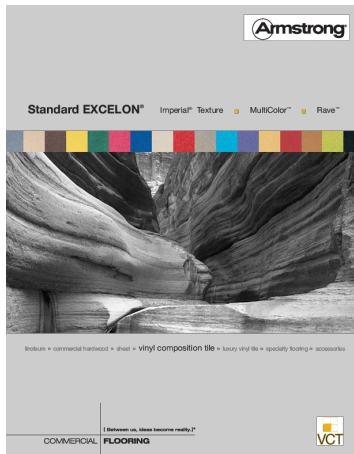 Armstrong®
Standard EXCELON® Imperial® Texture MultiColor™ Rave™
linoleum » commercial hardwood » sheet » vinyl composition tile » luxury vinyl tile » specialty flooring » accessories
[ Between us, ideas become reality.]®
COMMERCIAL FLOORING
VCT